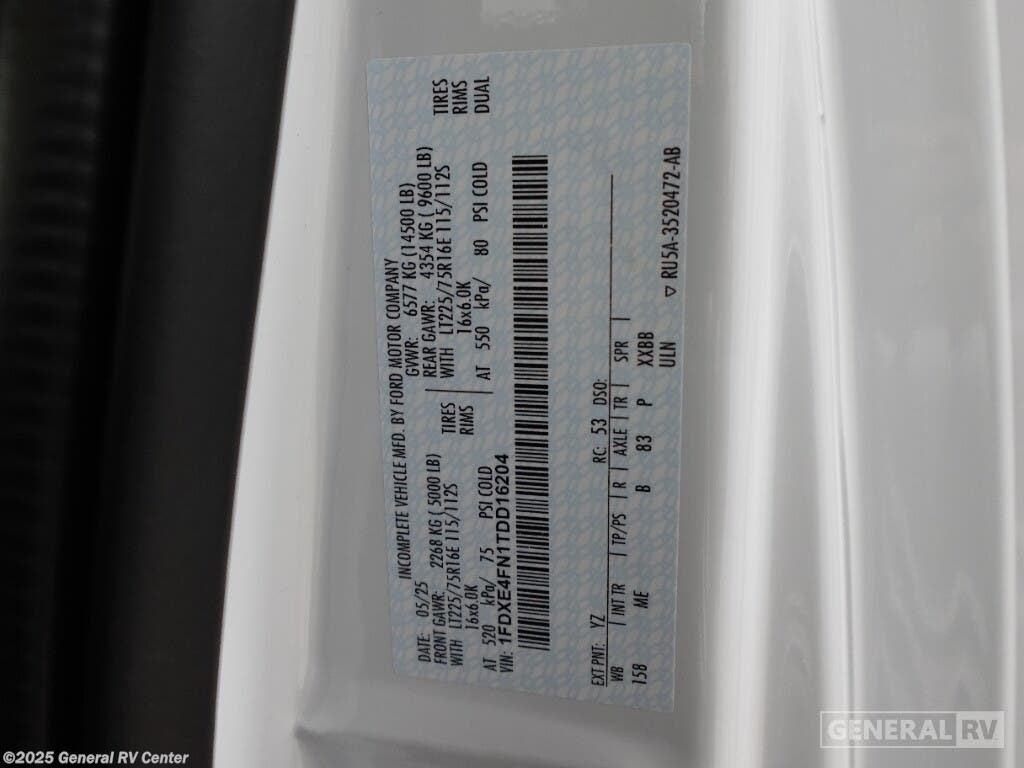 INCOMPLETE VEHICLE MFD. BY FORD MOTOR COMPANY
DATE: 05/25 GVWR: 6577 KG (14500 LB)
FRONT GAWR: 2268 KG ( 5000 LB) REAR GAWR: 4354 KG ( 9600 LB)
WITH LT225/75R16E 115/112S TIRES WITH LT225/75R16E 115/112S TIRES
16x6.0K RIMS 16x6.0K RIMS
AT 520 kPa/ 75 PSI COLD AT 550 kPa/ 80 PSI COLD DUAL
VIN: 1FDXE4FN1TDD16204
EXT PNT: YZ RC: 53 DSO:
WB INT TR TP/PS R AXLE TR SPR
158 ME B 83 P XXBB
ULN
▽ RU5A-3520472-AB
GENERAL RV
©2025 General RV Center